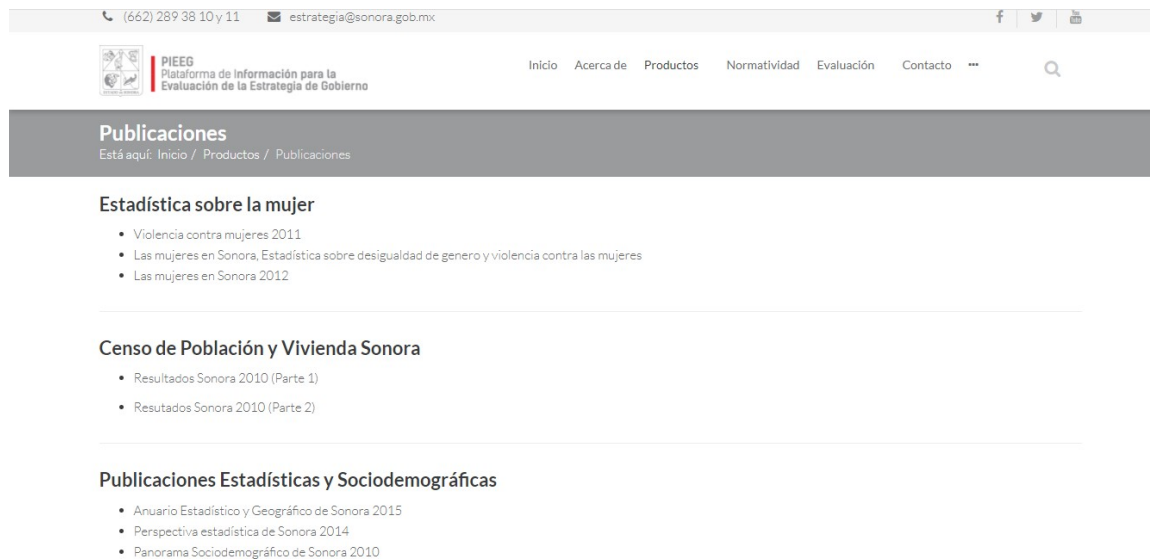 (662) 289 38 10 y 11 estrategia@sonora.gob.mx
PIEEG
Plataforma de Información para la
Evaluación de la Estrategia de Gobierno
Inicio Acerca de Productos Normatividad Evaluación Contacto •••
Publicaciones
Está aquí: Inicio / Productos / Publicaciones
Estadística sobre la mujer
• Violencia contra mujeres 2011
• Las mujeres en Sonora, Estadística sobre desigualdad de genero y violencia contra las mujeres
• Las mujeres en Sonora 2012
Censo de Población y Vivienda Sonora
• Resultados Sonora 2010 (Parte 1)
• Resutados Sonora 2010 (Parte 2)
Publicaciones Estadísticas y Sociodemográficas
• Anuario Estadístico y Geográfico de Sonora 2015
• Perspectiva estadística de Sonora 2014
• Panorama Sociodemográfico de Sonora 2010